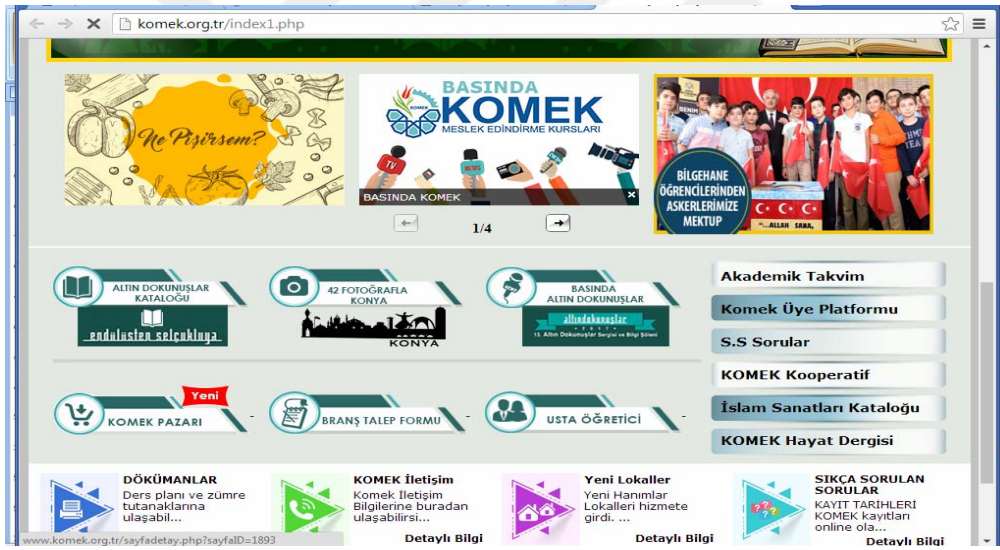 komek.org.tr/index1.php
Ne Pişirsem?
BASINDA
KOMEK
KOMEK
MESLEK EDİNDİRME KURSLARI
TV
NEWS
BASINDA KOMEK
1/4
BENİM
BİLGEHANE
ÖĞRENCİLERİNDEN
ASKERLERİMİZE
MEKTUP
"...ALLAH SANA,
ALTIN DOKUNUŞLAR
KATALOĞU
endülüsten selçukluya
42 FOTOĞRAFLA
KONYA
KONYA
BASINDA
ALTIN DOKUNUŞLAR
altındokunuşlar
2017
13. Altın Dokunuşlar Sergisi ve Bilgi Şöleni
Akademik Takvim
Komek Üye Platformu
S.S Sorular
KOMEK Kooperatif
İslam Sanatları Kataloğu
KOMEK Hayat Dergisi
Yeni
KOMEK PAZARI
-
BRANŞ TALEP FORMU
-
USTA ÖĞRETİCİ
-
DÖKÜMANLAR
Ders planı ve zümre
tutanaklarına
ulaşabil...
KOMEK İletişim
Komek İletişim
Bilgilerine buradan
ulaşabilirsi...
Detaylı Bilgi
Yeni Lokaller
Yeni Hanımlar
Lokalleri hizmete
girdi. ...
Detaylı Bilgi
SIKÇA SORULAN
SORULAR
KAYIT TARİHLERİ
KOMEK kayıtları
online ola...
Detaylı Bilgi
www.komek.org.tr/sayfadetay.php?sayfaID=1893